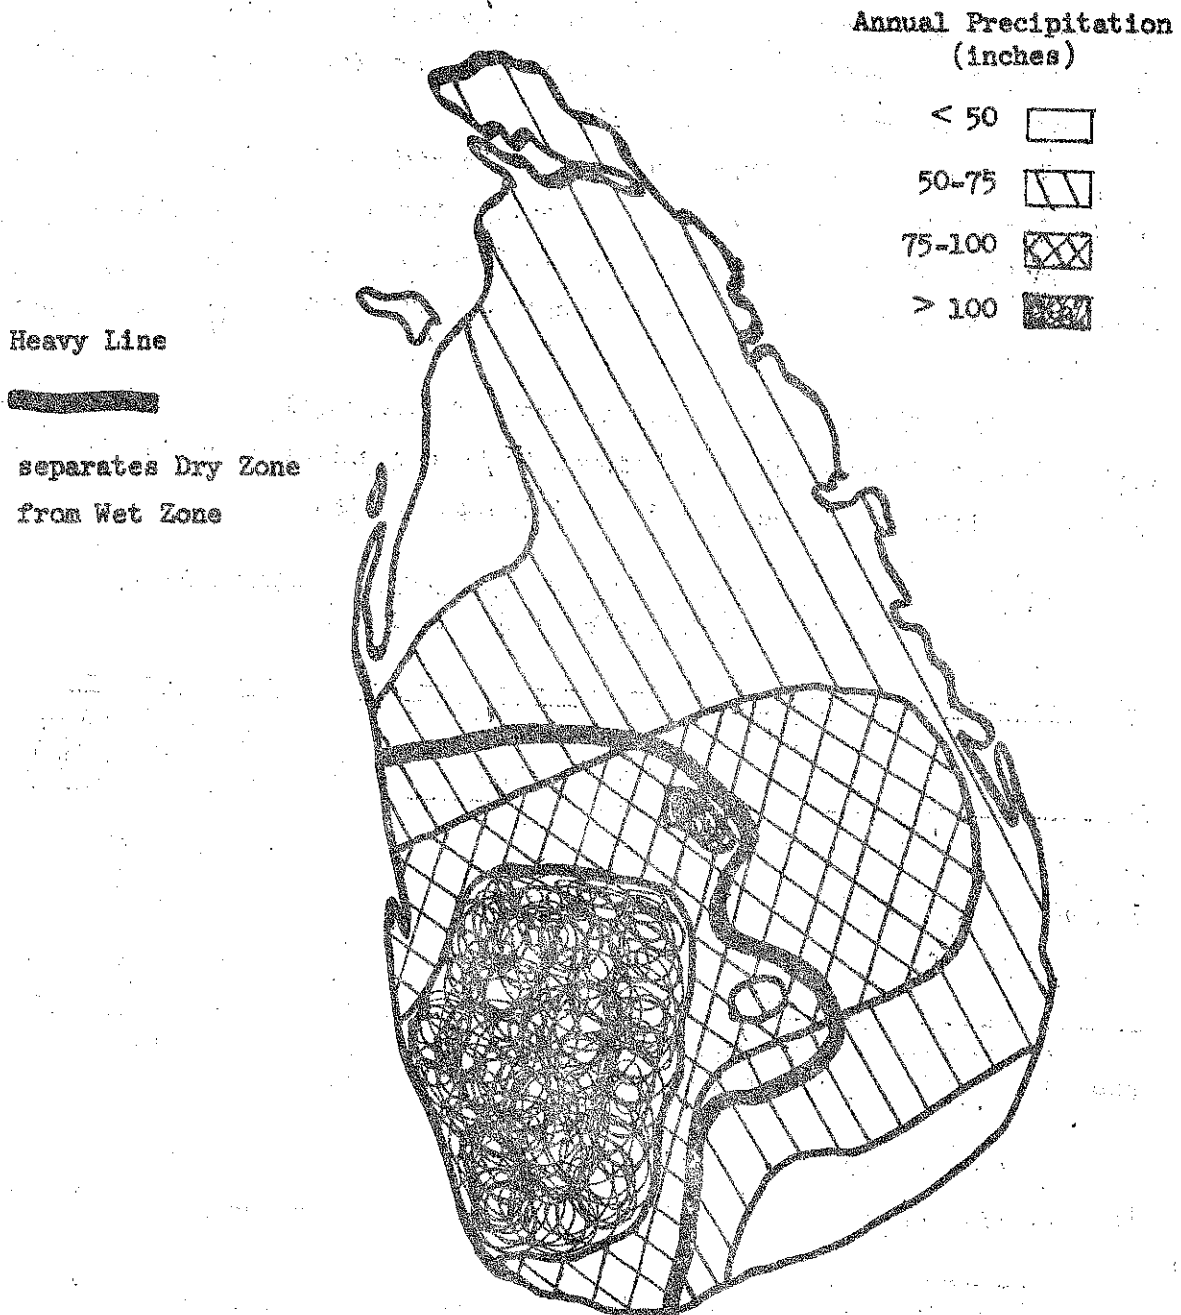 Annual Precipitation
(inches)
< 50
50-75
75-100
> 100
Heavy Line
separates Dry Zone
from Wet Zone